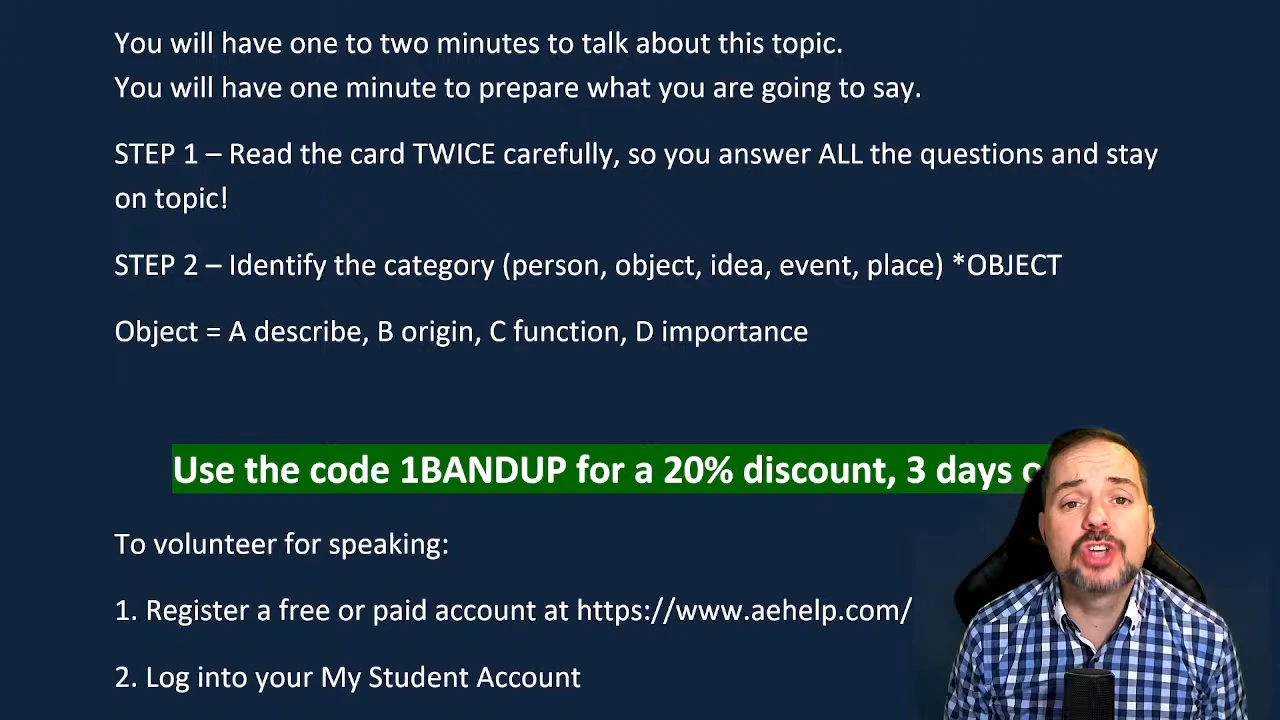 You will have one to two minutes to talk about this topic.
You will have one minute to prepare what you are going to say.
STEP 1 – Read the card TWICE carefully, so you answer ALL the questions and stay
on topic!
STEP 2 – Identify the category (person, object, idea, event, place) *OBJECT
Object = A describe, B origin, C function, D importance
Use the code 1BANDUP for a 20% discount, 3 days
To volunteer for speaking:
1. Register a free or paid account at https://www.aehelp.com/
2. Log into your My Student Account